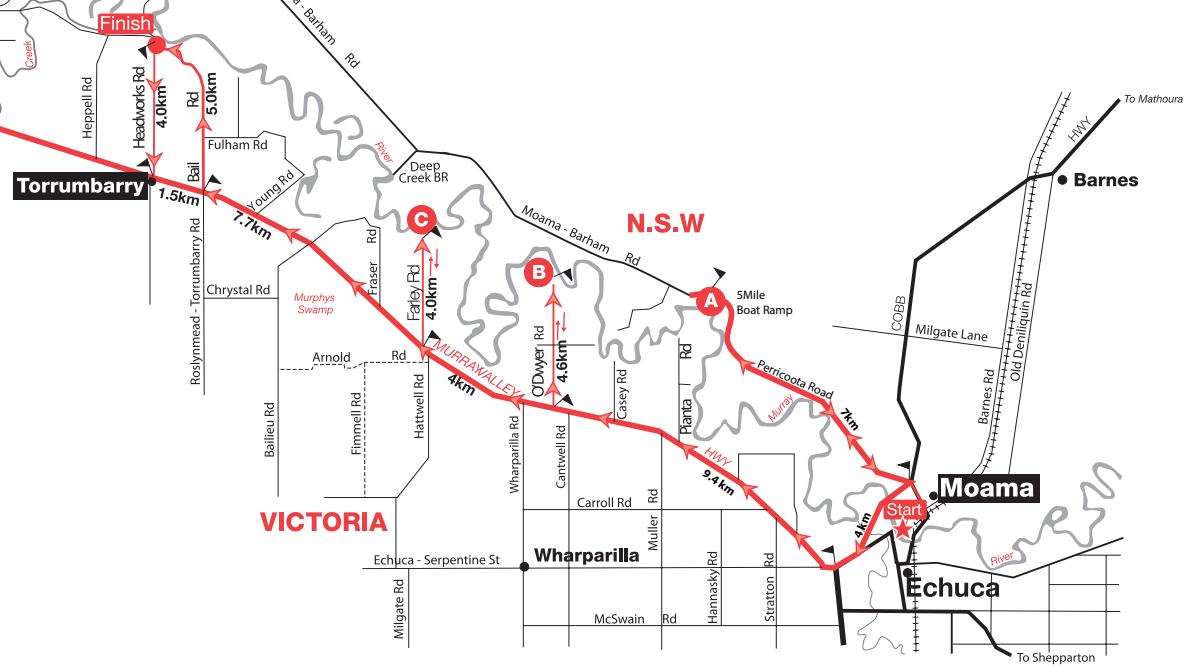 Finish
a - Barham Rd
Creek
Heppell Rd
Headworks Rd
4.0km
Bail Rd
5.0km
Fulham Rd
River
Deep
Creek BR
To Mathoura
HWY
Barnes
Torrumbarry
1.5km
Young Rd
7.7km
Moama - Barham Rd
N.S.W
C
B
A
5Mile
Boat Ramp
Roslynmead - Torrumbarry Rd
Chrystal Rd
Murphys
Swamp
Fraser Rd
Farley Rd
4.0km
O'Dwyer Rd
4.6km
COBB
Milgate Lane
Old Deniliquin Rd
Barnes Rd
Arnold Rd
MURRAWALLEY
4km
Perricoota Road
Murray
7km
Pianta Rd
Casey Rd
Bailieu Rd
Fimmell Rd
Hattwell Rd
Wharparilla Rd
Cantwell Rd
HWY
9.4km
Carroll Rd
Muller Rd
Moama
Start
4km
VICTORIA
Echuca - Serpentine St
Wharparilla
River
Echuca
Milgate Rd
Hannasky Rd
Stratton Rd
McSwain Rd
To Shepparton